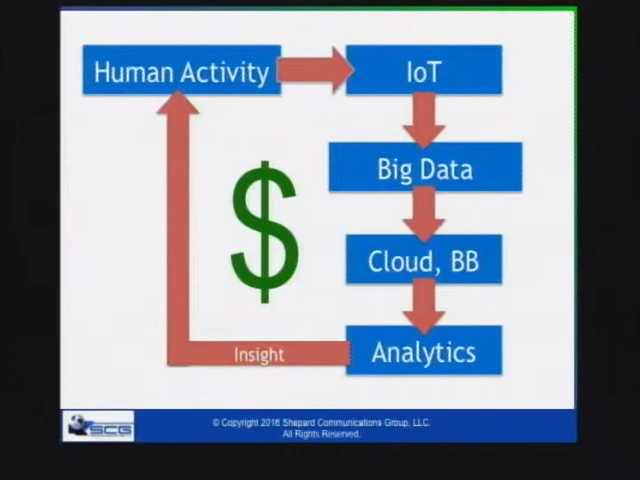 Human Activity
IoT
Big Data
$
Cloud, BB
Analytics
Insight
SCG
© Copyright 2016 Shepard Communications Group, LLC.
All Rights Reserved.